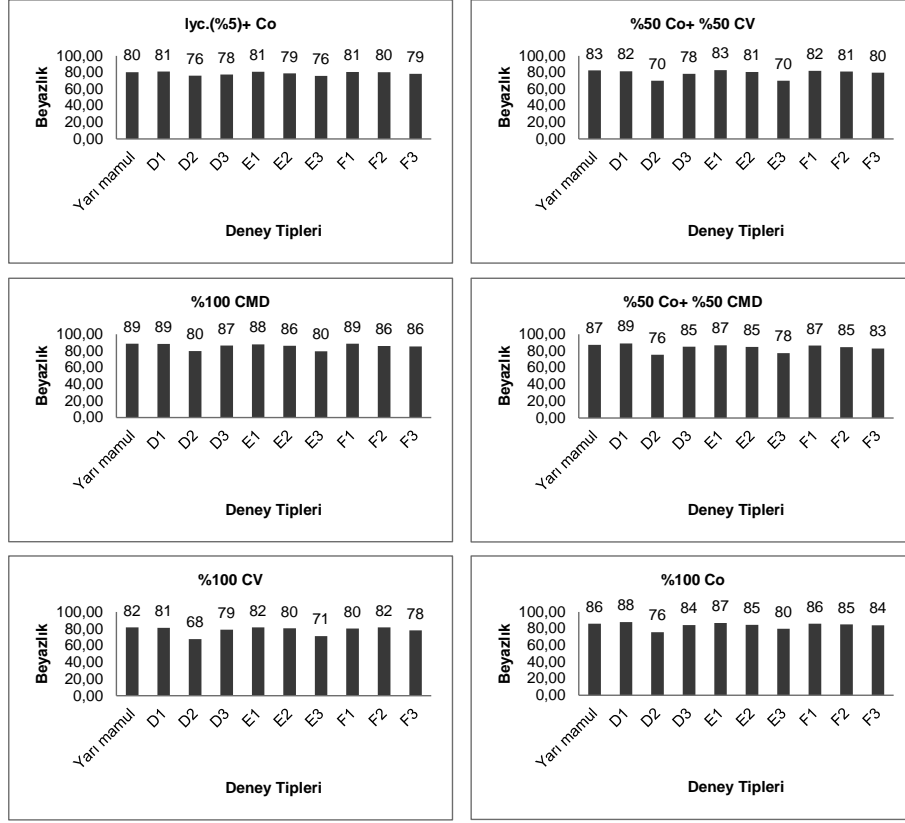 lyc.(%5)+ Co
80 81 76 78 81 79 76 81 80 79
100,00
80,00
60,00
40,00
20,00
0,00
Beyazlık
Yarı mamul D1 D2 D3 E1 E2 E3 F1 F2 F3
Deney Tipleri
%50 Co+ %50 CV
83 82 70 78 83 81 70 82 81 80
100,00
80,00
60,00
40,00
20,00
0,00
Beyazlık
Yarı mamul D1 D2 D3 E1 E2 E3 F1 F2 F3
Deney Tipleri
%100 CMD
89 89 80 87 88 86 80 89 86 86
100,00
80,00
60,00
40,00
20,00
0,00
Beyazlık
Yarı mamul D1 D2 D3 E1 E2 E3 F1 F2 F3
Deney Tipleri
%50 Co+ %50 CMD
87 89 76 85 87 85 78 87 85 83
100,00
80,00
60,00
40,00
20,00
0,00
Beyazlık
Yarı mamul D1 D2 D3 E1 E2 E3 F1 F2 F3
Deney Tipleri
%100 CV
82 81 68 79 82 80 71 80 82 78
100,00
80,00
60,00
40,00
20,00
0,00
Beyazlık
Yarı mamul D1 D2 D3 E1 E2 E3 F1 F2 F3
Deney Tipleri
%100 Co
86 88 76 84 87 85 80 86 85 84
100,00
80,00
60,00
40,00
20,00
0,00
Beyazlık
Yarı mamul D1 D2 D3 E1 E2 E3 F1 F2 F3
Deney Tipleri